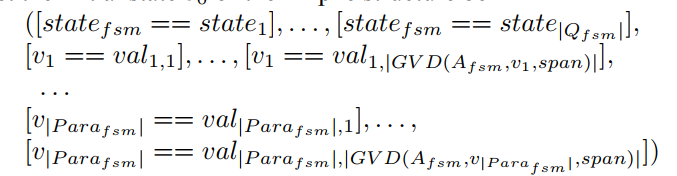 ([state_{fsm} == state_1], . . . , [state_{fsm} == state_{|Q_{fsm}|}],
[v_1 == val_{1,1}], . . . , [v_1 == val_{1,|GVD(A_{fsm},v_1,span)|}],
. . .
[v_{|Para_{fsm}|} == val_{|Para_{fsm}|,1}], . . . ,
[v_{|Para_{fsm}|} == val_{|Para_{fsm}|,|GVD(A_{fsm},v_{|Para_{fsm}|},span)|}])